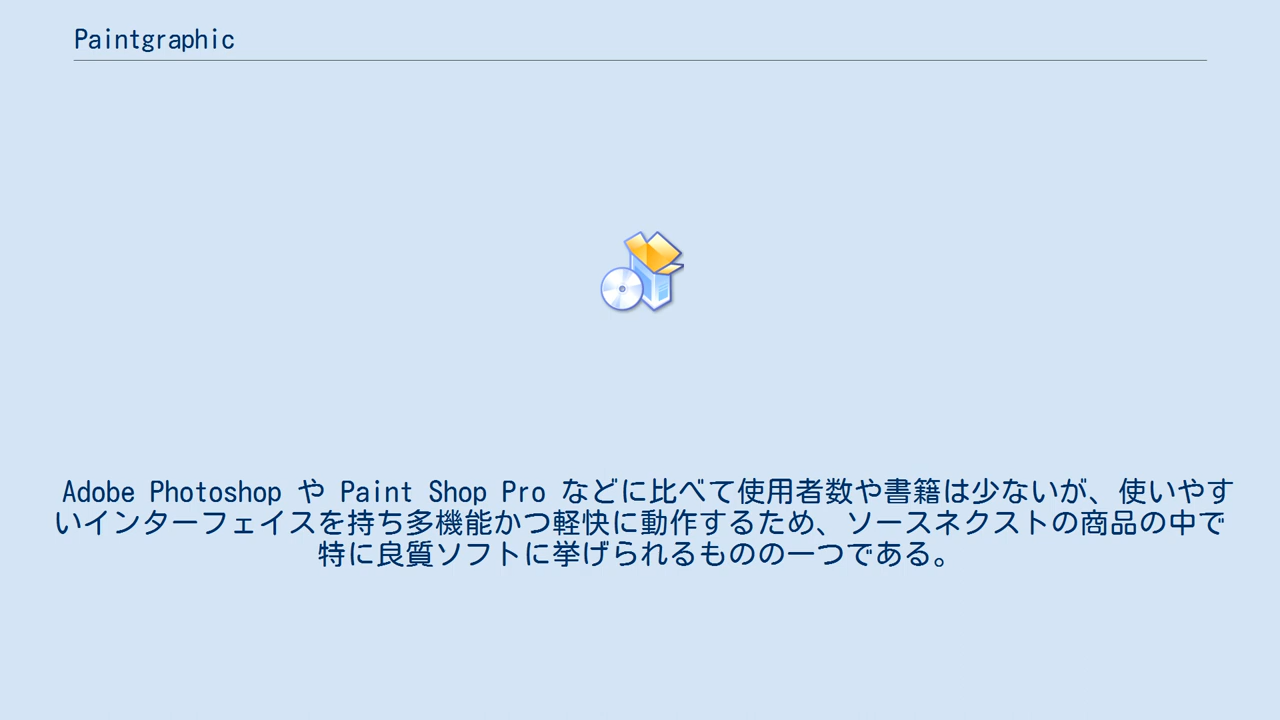 Paintgraphic
Adobe Photoshop や Paint Shop Pro などに比べて使用者数や書籍は少ないが、使いやす
いインターフェイスを持ち多機能かつ軽快に動作するため、ソースネクストの商品の中で
特に良質ソフトに挙げられるものの一つである。